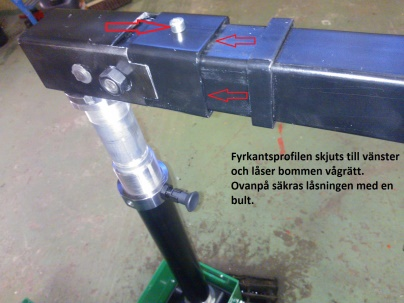 Fyrkantsprofilen skjuts till vänster
och låser bommen vågrätt.
Ovanpå säkras låsningen med en
bult.